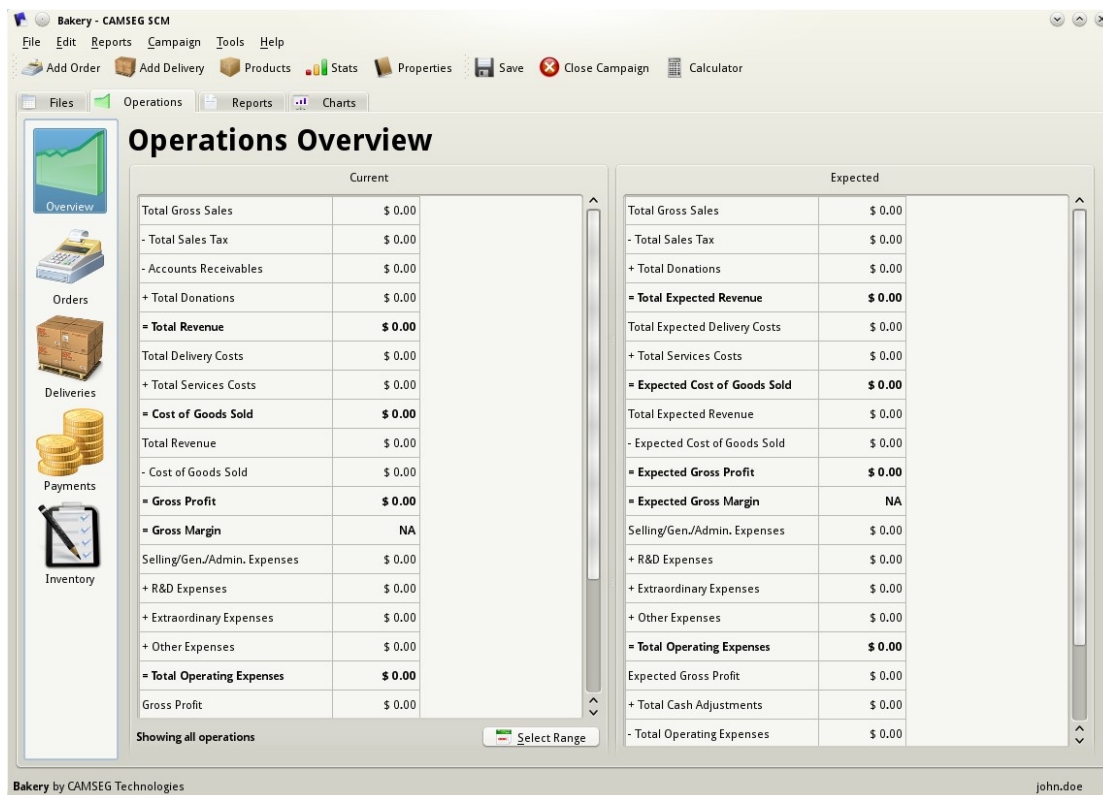 Bakery - CAMSEG SCM
File Edit Reports Campaign Tools Help
Add Order Add Delivery Products Stats Properties Save Close Campaign Calculator
Files Operations Reports Charts
Operations Overview
Overview
Orders
Deliveries
Payments
Inventory
Current
Total Gross Sales $ 0.00
- Total Sales Tax $ 0.00
- Accounts Receivables $ 0.00
+ Total Donations $ 0.00
= Total Revenue $ 0.00
Total Delivery Costs $ 0.00
+ Total Services Costs $ 0.00
= Cost of Goods Sold $ 0.00
Total Revenue $ 0.00
- Cost of Goods Sold $ 0.00
= Gross Profit $ 0.00
= Gross Margin NA
Selling/Gen./Admin. Expenses $ 0.00
+ R&D Expenses $ 0.00
+ Extraordinary Expenses $ 0.00
+ Other Expenses $ 0.00
= Total Operating Expenses $ 0.00
Gross Profit $ 0.00
Showing all operations Select Range
Expected
Total Gross Sales $ 0.00
- Total Sales Tax $ 0.00
+ Total Donations $ 0.00
= Total Expected Revenue $ 0.00
Total Expected Delivery Costs $ 0.00
+ Total Services Costs $ 0.00
= Expected Cost of Goods Sold $ 0.00
Total Expected Revenue $ 0.00
- Expected Cost of Goods Sold $ 0.00
= Expected Gross Profit $ 0.00
= Expected Gross Margin NA
Selling/Gen./Admin. Expenses $ 0.00
+ R&D Expenses $ 0.00
+ Extraordinary Expenses $ 0.00
+ Other Expenses $ 0.00
= Total Operating Expenses $ 0.00
Expected Gross Profit $ 0.00
+ Total Cash Adjustments $ 0.00
- Total Operating Expenses $ 0.00
Bakery by CAMSEG Technologies john.doe